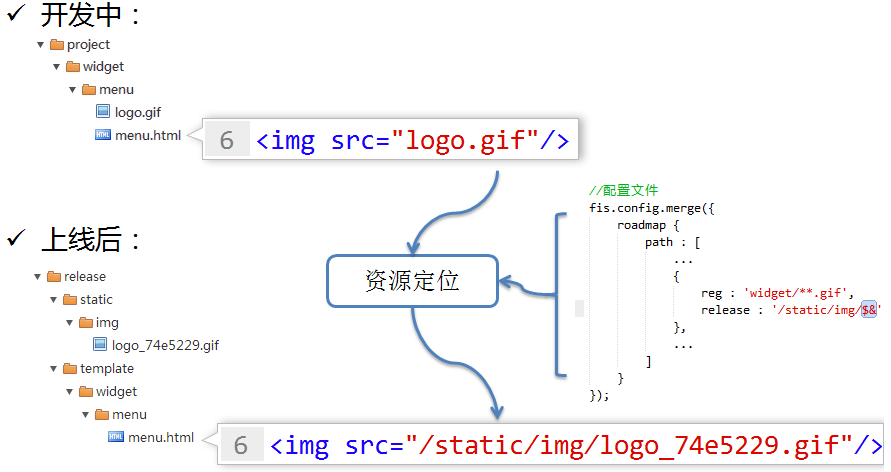 ✓ 开发中：
project
widget
menu
logo.gif
menu.html
6 <img src="logo.gif"/>
//配置文件
fis.config.merge({
roadmap {
path : [
...
{
reg : 'widget/**.gif',
release : '/static/img/$&'
},
...
]
}
});
资源定位
✓ 上线后：
release
static
img
logo_74e5229.gif
template
widget
menu
menu.html
6 <img src="/static/img/logo_74e5229.gif"/>